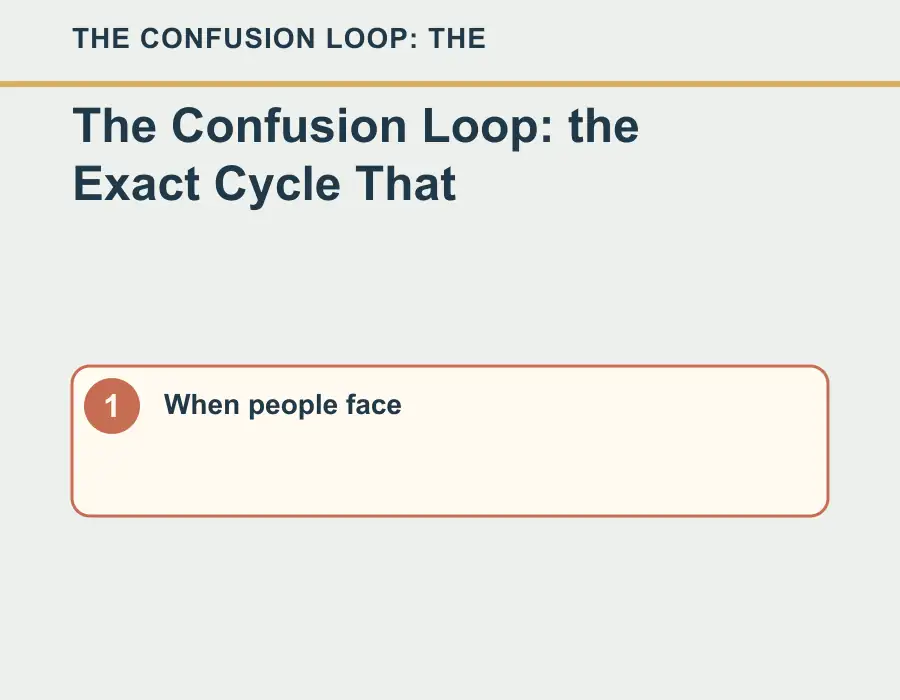 THE CONFUSION LOOP: THE
The Confusion Loop: the
Exact Cycle That
1
When people face